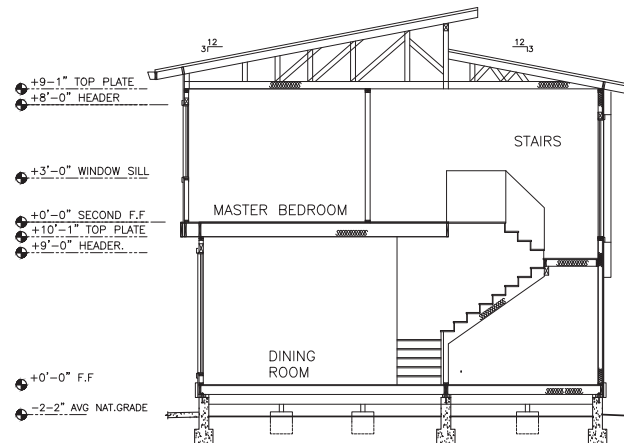 12
3
12
3
+9-1" TOP PLATE
+8'-0" HEADER
STAIRS
+3'-0" WINDOW SILL
MASTER BEDROOM
+0'-0" SECOND F.F
+10'-1" TOP PLATE
+9'-0" HEADER.
DINING
ROOM
+0'-0" F.F
-2-2" AVG NAT.GRADE